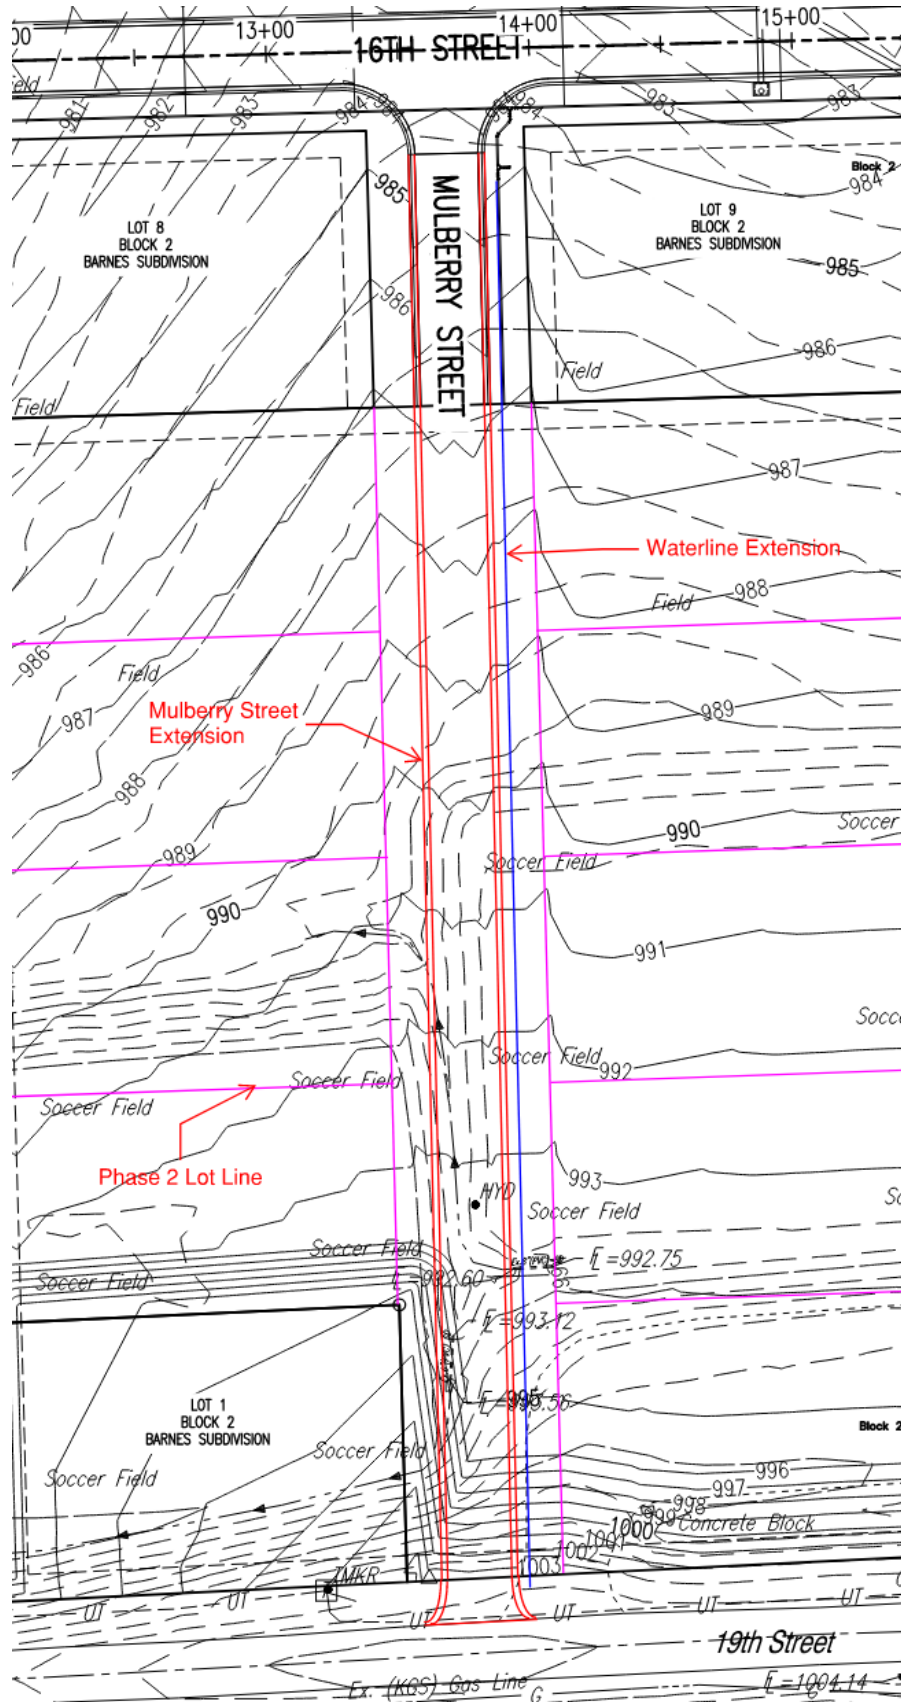 00
13+00
14+00
15+00
16TH STREET
Field
981
982
983
984
984
983
983
985
MULBERRY STREET
Block 2
984
LOT 8
BLOCK 2
BARNES SUBDIVISION
LOT 9
BLOCK 2
BARNES SUBDIVISION
985
986
986
Field
Field
987
Waterline Extension
988
Field
986
Field
987
Mulberry Street
Extension
989
988
990
Soccer
989
Soccer Field
990
991
Socc
Soccer Field
992
Soccer Field
Soccer Field
993
Phase 2 Lot Line
HYD
So
Soccer Field
Soccer Field
℄=992.75
Soccer Field
℄=992.60
℄=993.12
LOT 1
BLOCK 2
BARNES SUBDIVISION
Block 2
Soccer Field
Soccer Field
996
997
998
999
1000
Concrete Block
1001
1002
1003
TMKR
UT
UT
UT
UT
UT
UT
19th Street
Ex. (KGS) Gas Line
G
℄=1004.14